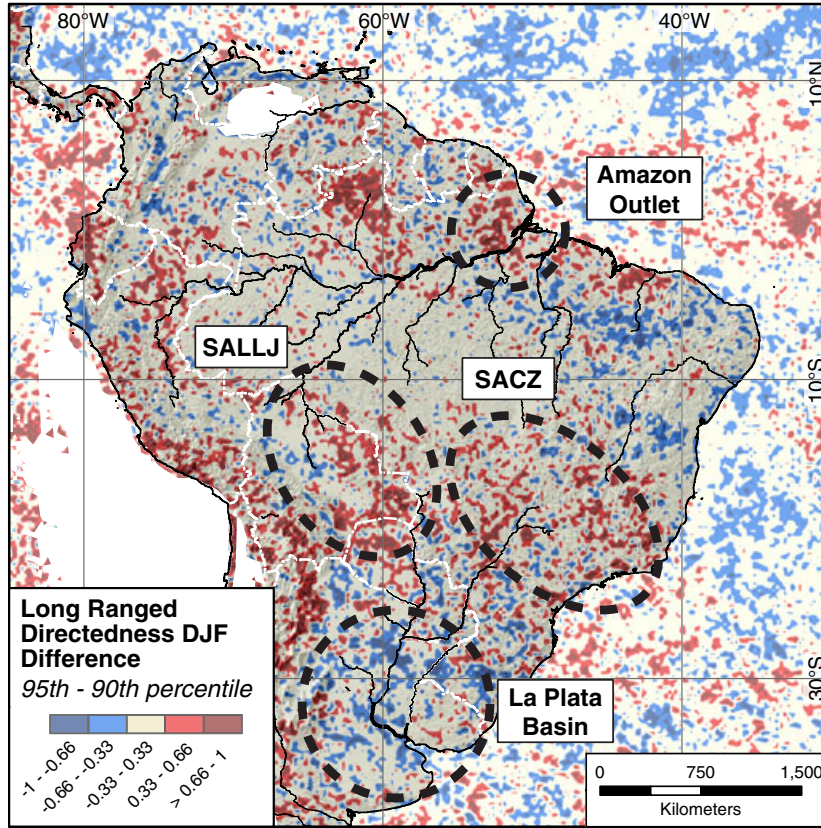 80°W
60°W
40°W
10°N
Amazon
Outlet
SALLJ
SACZ
10°S
30°S
La Plata
Basin
Long Ranged
Directedness DJF
Difference
95th - 90th percentile
-1 - -0.66
-0.66 - -0.33
-0.33 - 0.33
0.33 - 0.66
> 0.66 - 1
0 750 1,500
Kilometers